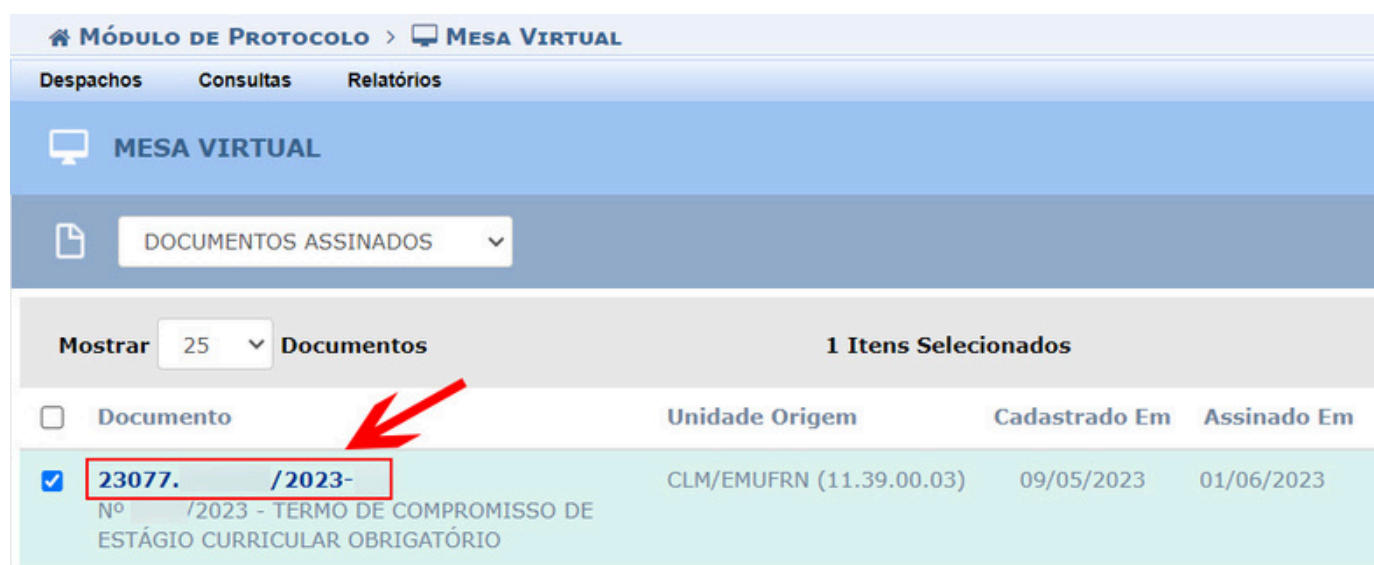 MÓDULO DE PROTOCOLO > MESA VIRTUAL
Despachos Consultas Relatórios
MESA VIRTUAL
DOCUMENTOS ASSINADOS
Mostrar 25 Documentos 1 Itens Selecionados
Documento Unidade Origem Cadastrado Em Assinado Em
23077. /2023- CLM/EMUFRN (11.39.00.03) 09/05/2023 01/06/2023
Nº /2023 - TERMO DE COMPROMISSO DE
ESTÁGIO CURRICULAR OBRIGATÓRIO